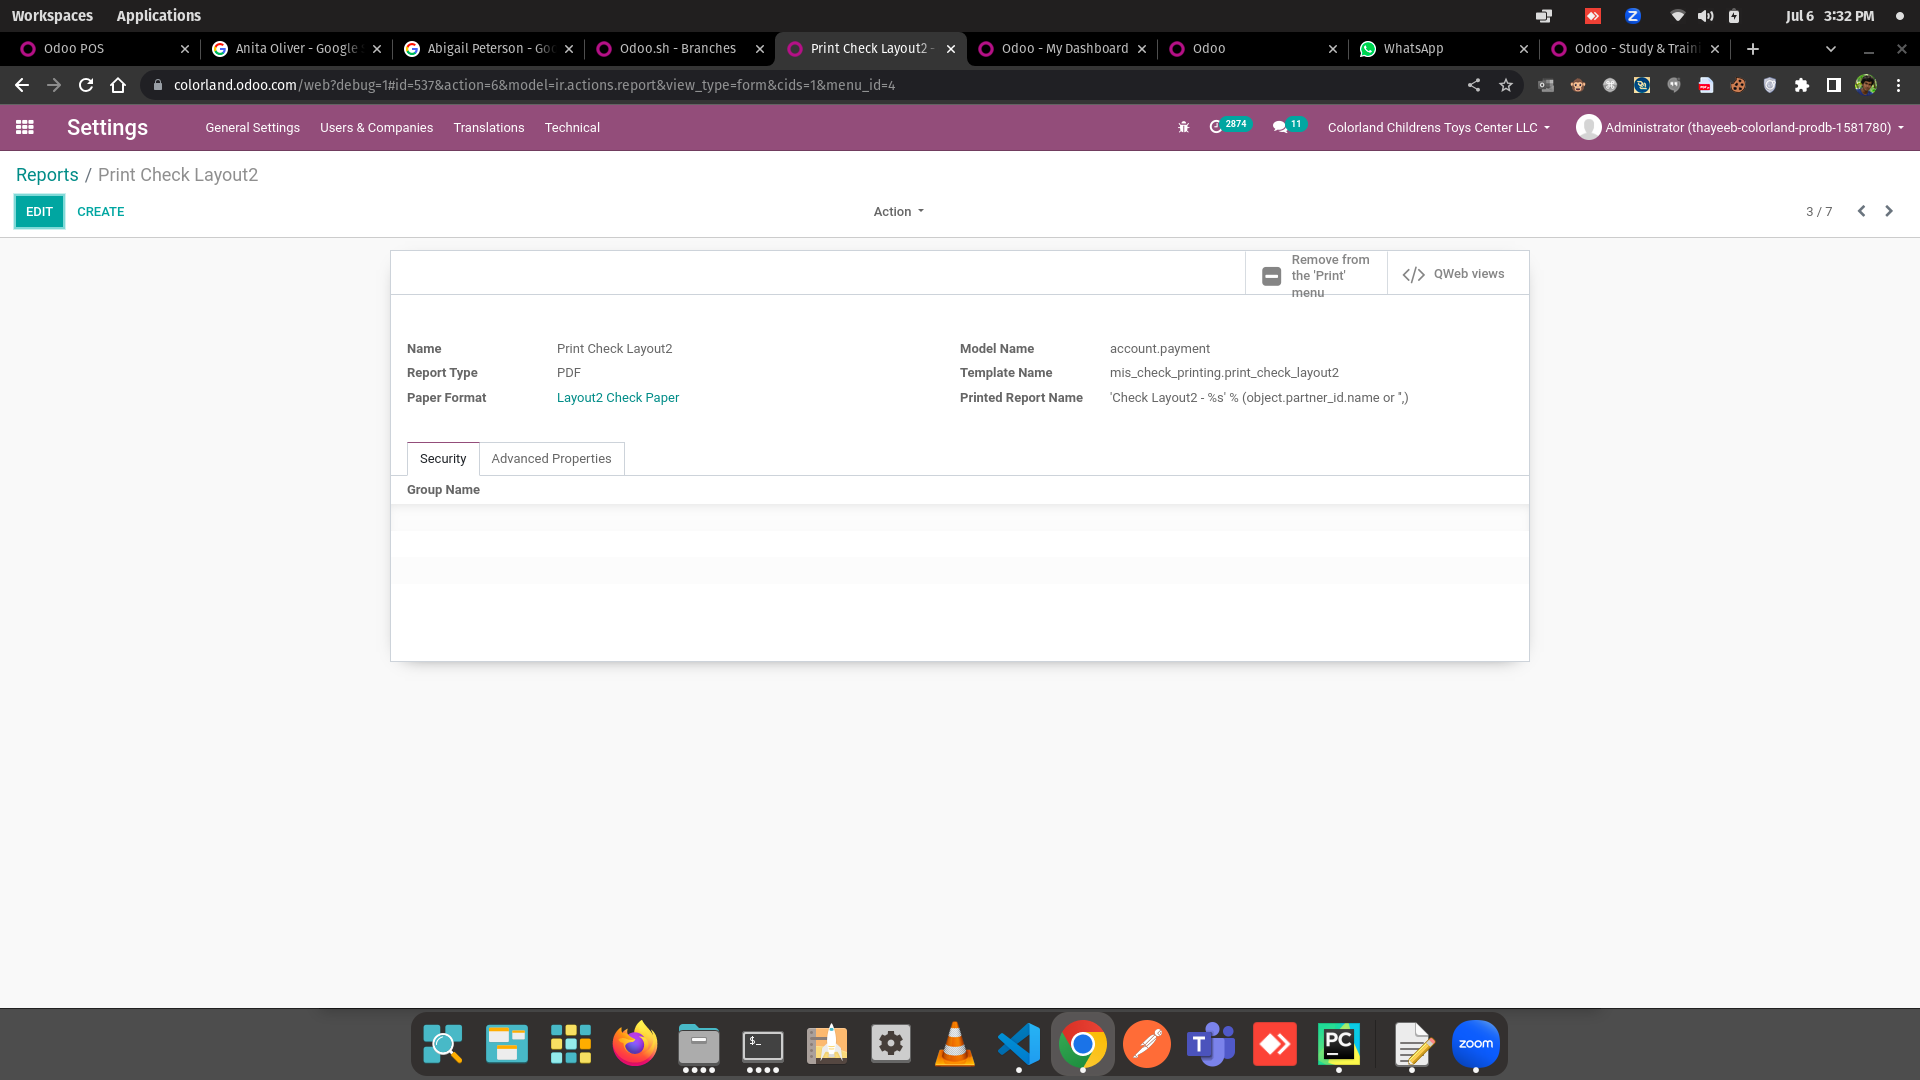 Workspaces Applications Jul 6 3:32 PM
Odoo POS Anita Oliver - Google Abigail Peterson - Goo Odoo.sh - Branches Print Check Layout2 - Odoo - My Dashboard Odoo WhatsApp Odoo - Study & Traini
colorland.odoo.com/web?debug=1#id=537&action=6&model=ir.actions.report&view_type=form&cids=1&menu_id=4
Settings General Settings Users & Companies Translations Technical 2874 11 Colorland Childrens Toys Center LLC Administrator (thayeeb-colorland-prodb-1581780)
Reports / Print Check Layout2
EDIT CREATE Action 3 / 7
Remove from
the 'Print'
menu
QWeb views
Name Print Check Layout2 Model Name account.payment
Report Type PDF Template Name mis_check_printing.print_check_layout2
Paper Format Layout2 Check Paper Printed Report Name 'Check Layout2 - %s' % (object.partner_id.name or '',)
Security Advanced Properties
Group Name
$_ T PC zoom